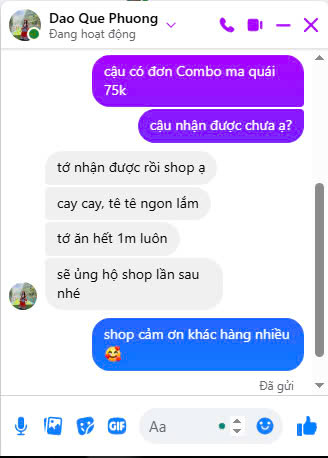 Dao Que Phuong
Đang hoạt động
cậu có đơn Combo ma quái
75k
cậu nhận được chưa ạ?
tớ nhận được rồi shop ạ
cay cay, tê tê ngon lắm
tớ ăn hết 1m luôn
sẽ ủng hộ shop lần sau
nhé
shop cảm ơn khác hàng nhiều
Đã gửi
GIF
Aa